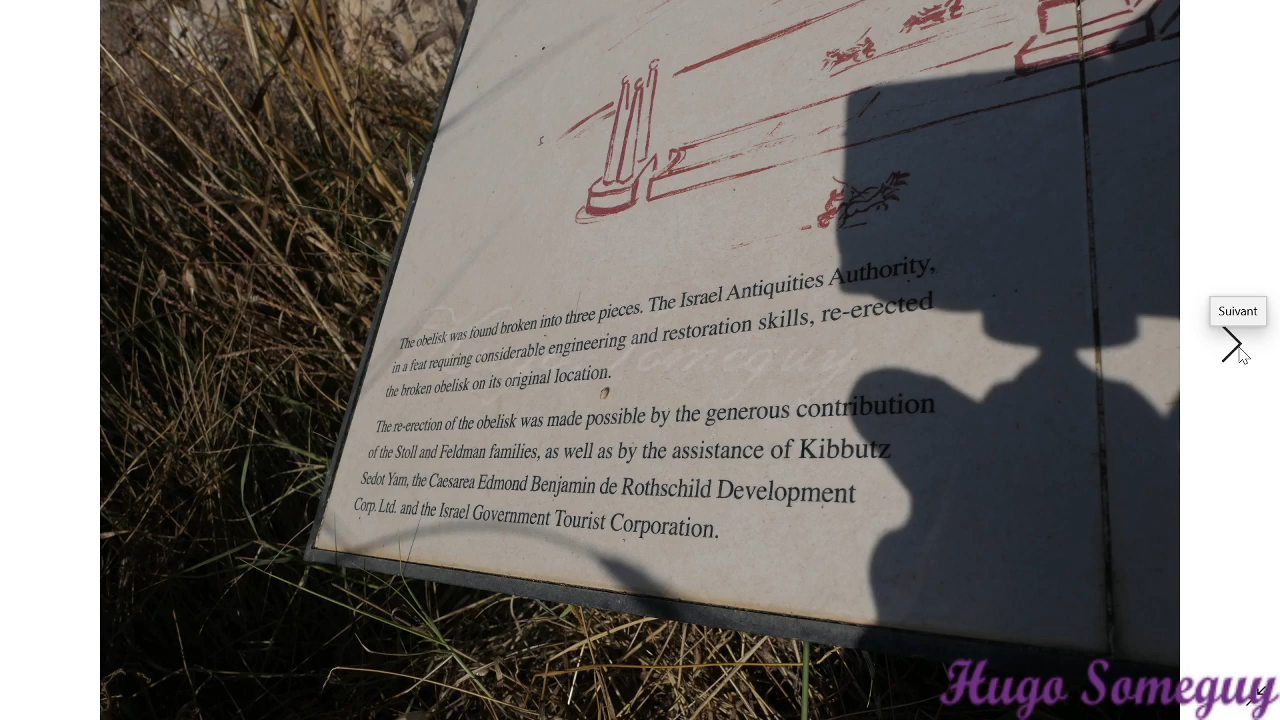 The obelisk was found broken into three pieces. The Israel Antiquities Authority,
in a feat requiring considerable engineering and restoration skills, re-erected
the broken obelisk on its original location.
The re-erection of the obelisk was made possible by the generous contribution
of the Stoll and Feldman families, as well as by the assistance of Kibbutz
Sedot Yam, the Caesarea Edmond Benjamin de Rothschild Development
Corp. Ltd. and the Israel Government Tourist Corporation.
Suivant
Hugo Someguy